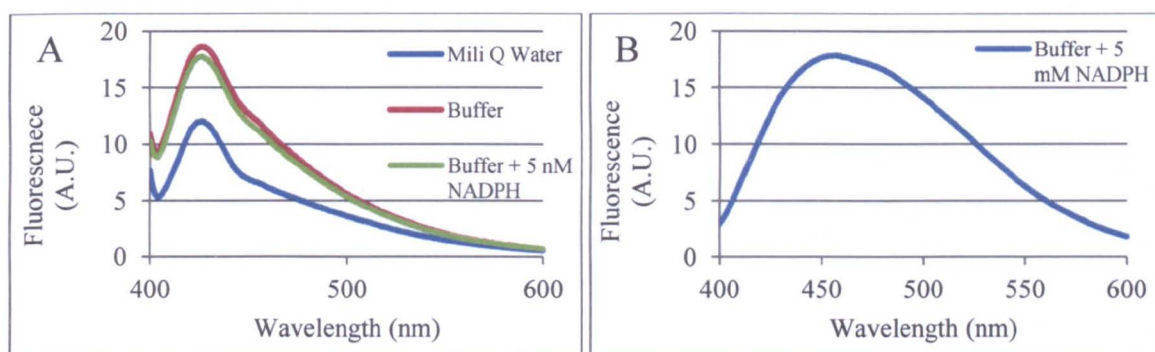 A
Fluorescnece
(A.U.)
20
15
10
5
0
400
500
600
Wavelength (nm)
Mili Q Water
Buffer
Buffer + 5 nM
NADPH
B
Fluorescence
(A.U.)
20
15
10
5
0
400
450
500
550
600
Wavelength (nm)
Buffer + 5
mM NADPH